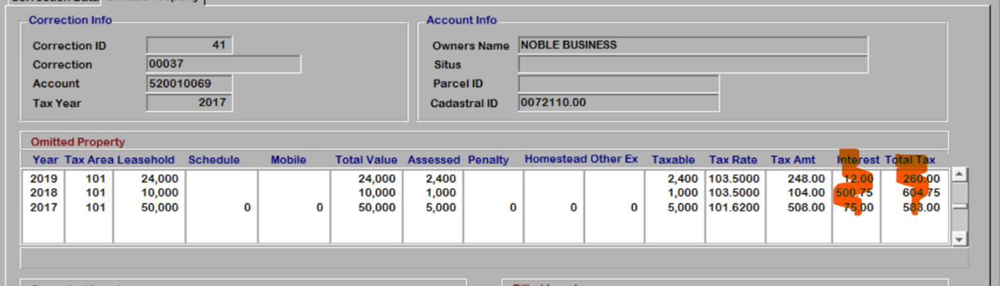 Correction Data Omitted Property
Correction Info
Account Info
Correction ID 41
Owners Name NOBLE BUSINESS
Correction 00037
Situs
Account 520010069
Parcel ID
Tax Year 2017
Cadastral ID 0072110.00
Omitted Property
Year Tax Area Leasehold Schedule Mobile Total Value Assessed Penalty Homestead Other Ex Taxable Tax Rate Tax Amt Interest Total Tax
2019 101 24,000 24,000 2,400 2,400 103.5000 248.00 12.00 260.00
2018 101 10,000 10,000 1,000 1,000 103.5000 104.00 500.75 604.75
2017 101 50,000 0 0 50,000 5,000 0 0 0 5,000 101.6200 508.00 75.00 583.00